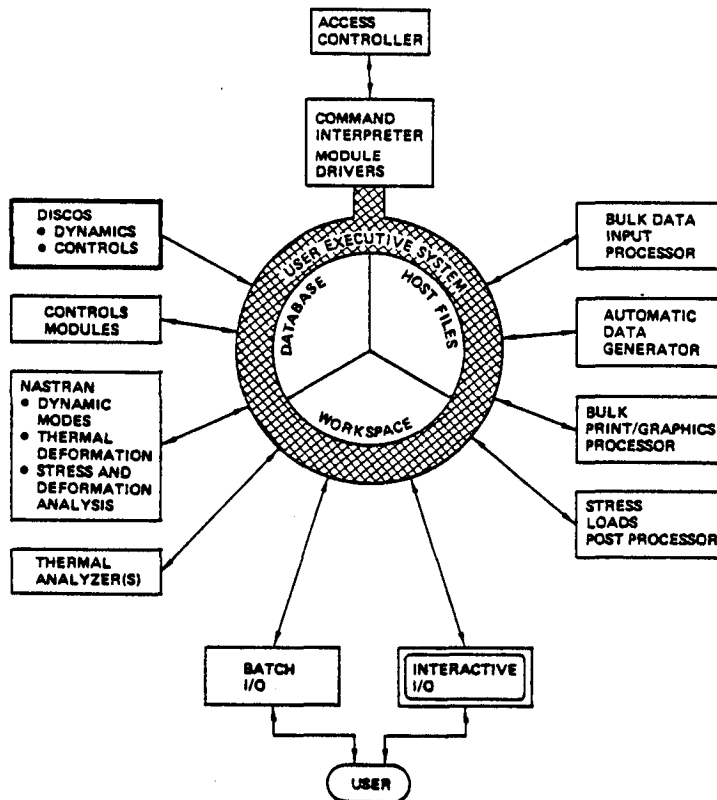 ACCESS
CONTROLLER
COMMAND
INTERPRETER
MODULE
DRIVERS
DISCOS
• DYNAMICS
• CONTROLS
CONTROLS
MODULES
NASTRAN
• DYNAMIC
MODES
• THERMAL
DEFORMATION
• STRESS AND
DEFORMATION
ANALYSIS
THERMAL
ANALYZER(S)
USER EXECUTIVE SYSTEM
DATABASE
HOST FILES
WORKSPACE
BULK DATA
INPUT
PROCESSOR
AUTOMATIC
DATA
GENERATOR
BULK
PRINT/GRAPHICS
PROCESSOR
STRESS
LOADS
POST PROCESSOR
BATCH
I/O
INTERACTIVE
I/O
USER